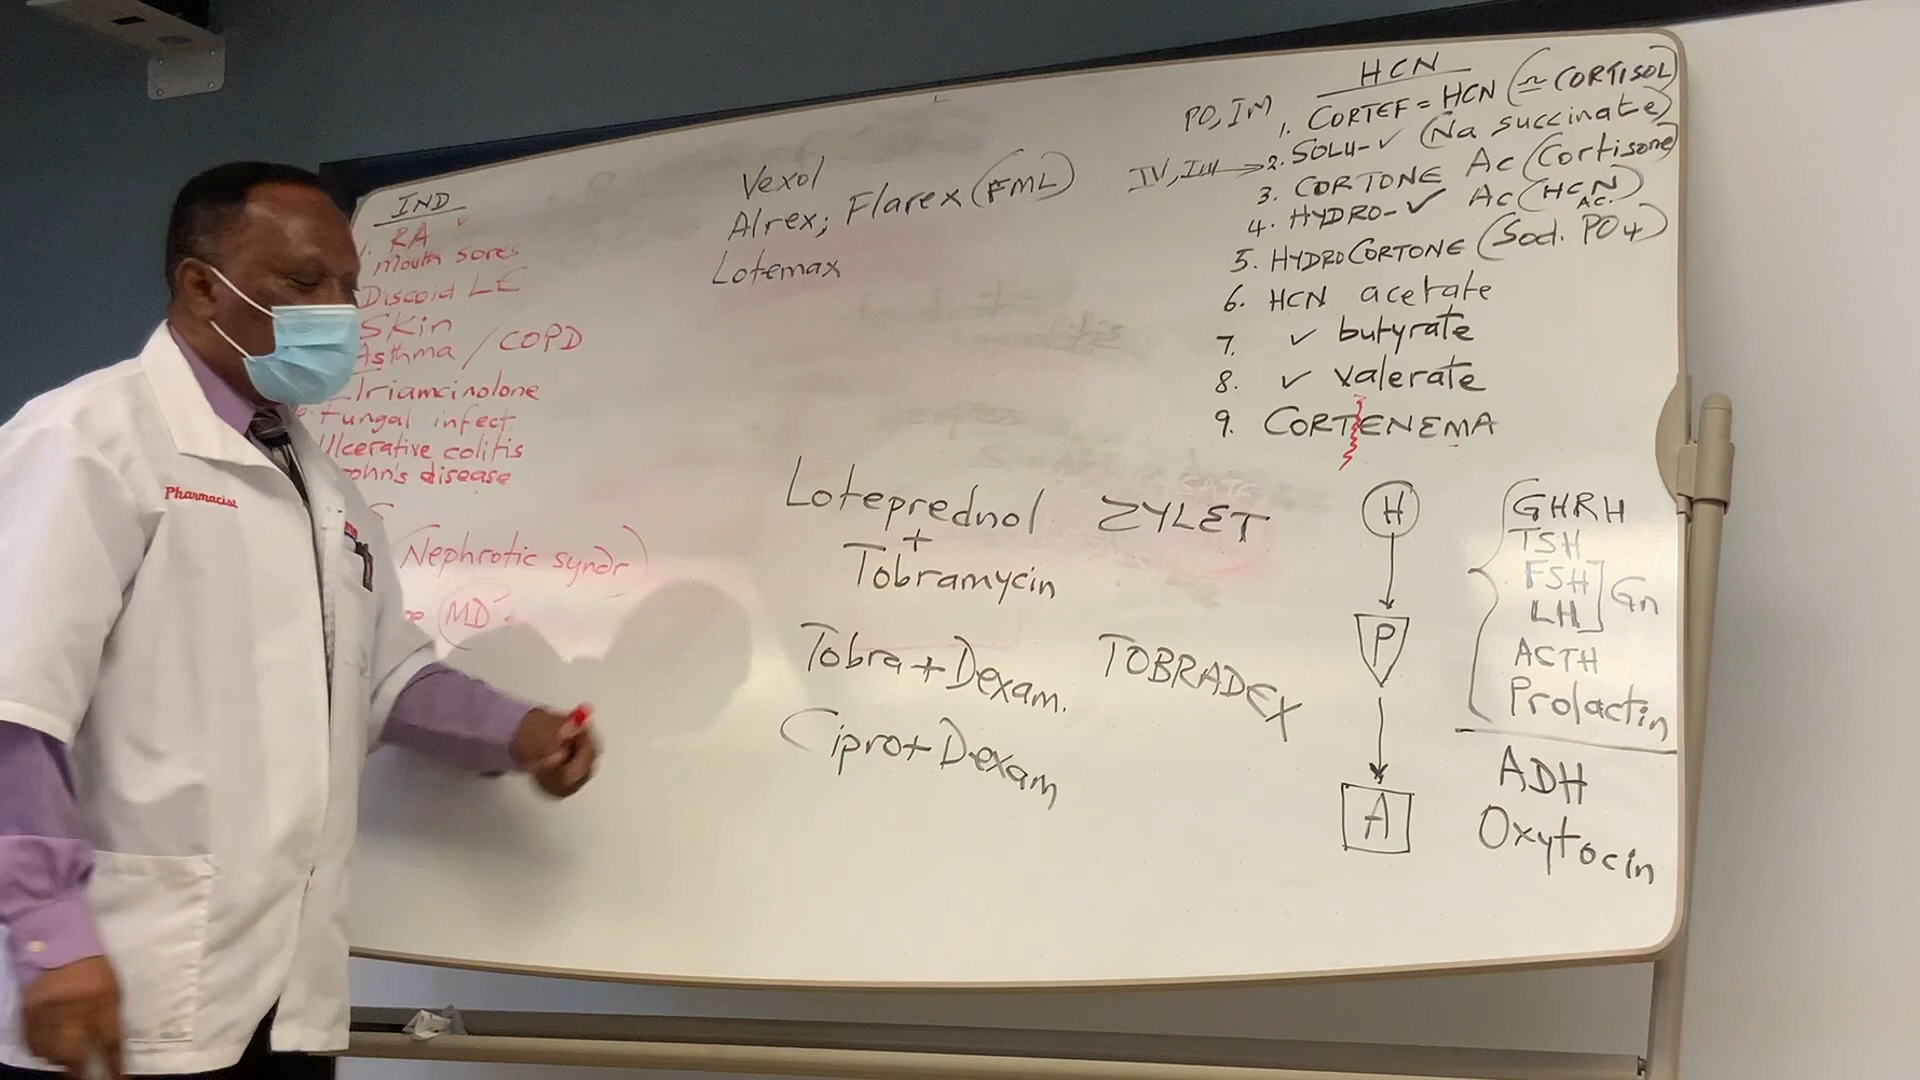 IND
1. RA
Mouth sores
Discoid LE
Skin
Asthma / COPD
Triamcinolone
Fungal infect.
Ulcerative colitis
ohn's disease
(Nephrotic syndr)
MD
Pharmacist
Vexol
Alrex; Flarex (FML)
Lotemax
Loteprednol ZYLET
+
Tobramycin
Tobra + Dexam. TOBRADEX
Cipro + Dexam
HCN
PO, IM 1. CORTEF = HCN (≃ CORTISOL)
IV, IM → 2. SOLU- ✓ (Na succinate)
3. CORTONE Ac (Cortisone)
4. HYDRO- ✓ Ac (HCN Ac.)
5. HYDROCORTONE (Sod. PO4)
6. HCN acetate
7. ✓ butyrate
8. ✓ valerate
9. CORTENEMA
H
P
A
GHRH
TSH
FSH
LH
Gn
ACTH
Prolactin
ADH
Oxytocin